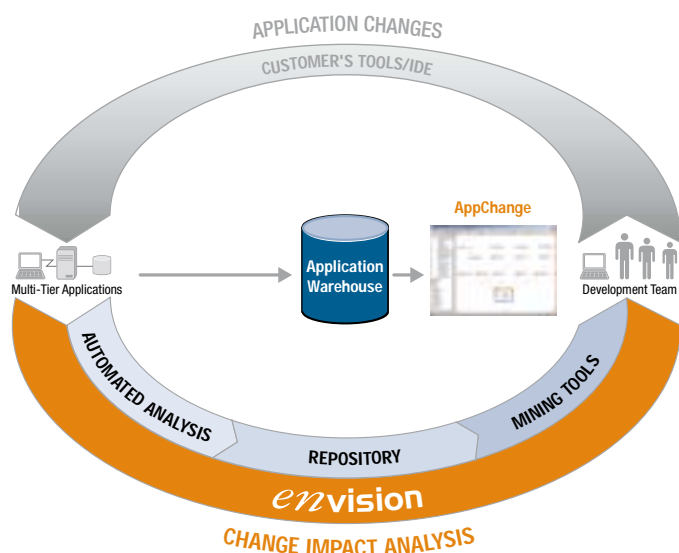 APPLICATION CHANGES
CUSTOMER'S TOOLS/IDE
AppChange
Application
Warehouse
Multi-Tier Applications
Development Team
AUTOMATED ANALYSIS
REPOSITORY
MINING TOOLS
envision
CHANGE IMPACT ANALYSIS